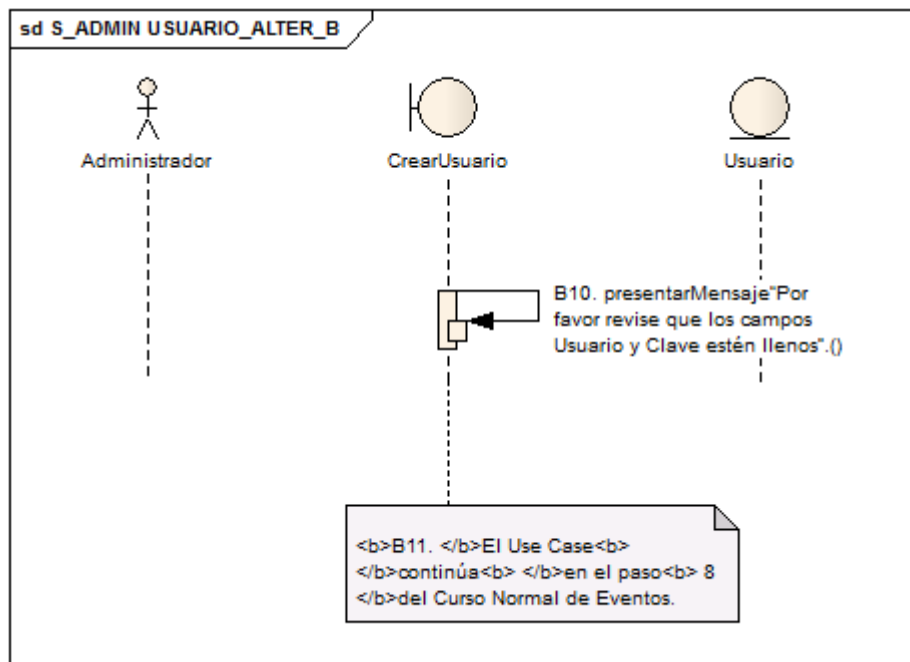 sd S_ADMIN USUARIO_ALTER_B
Administrador
CrearUsuario
Usuario
B10. presentarMensaje"Por
favor revise que los campos
Usuario y Clave estén llenos".()
<b>B11. </b>El Use Case<b>
</b>continúa<b> </b>en el paso<b> 8
</b>del Curso Normal de Eventos.